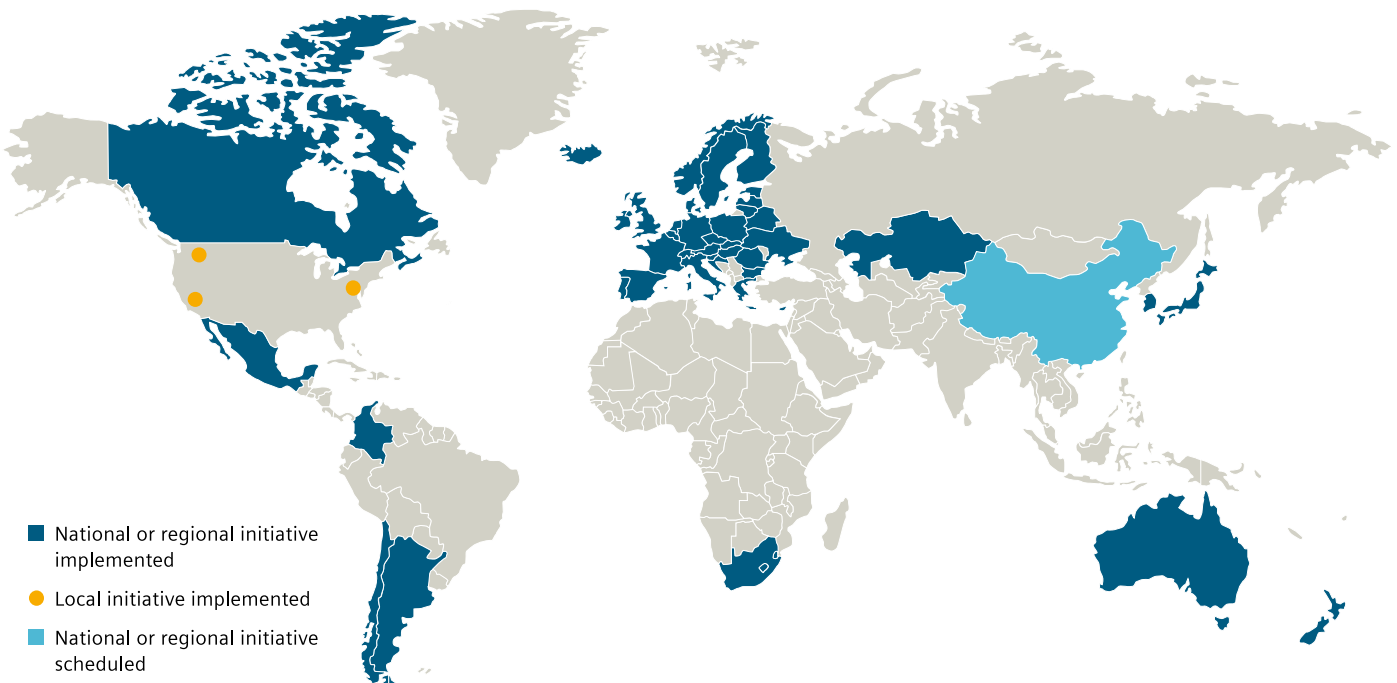 National or regional initiative
implemented
Local initiative implemented
National or regional initiative
scheduled